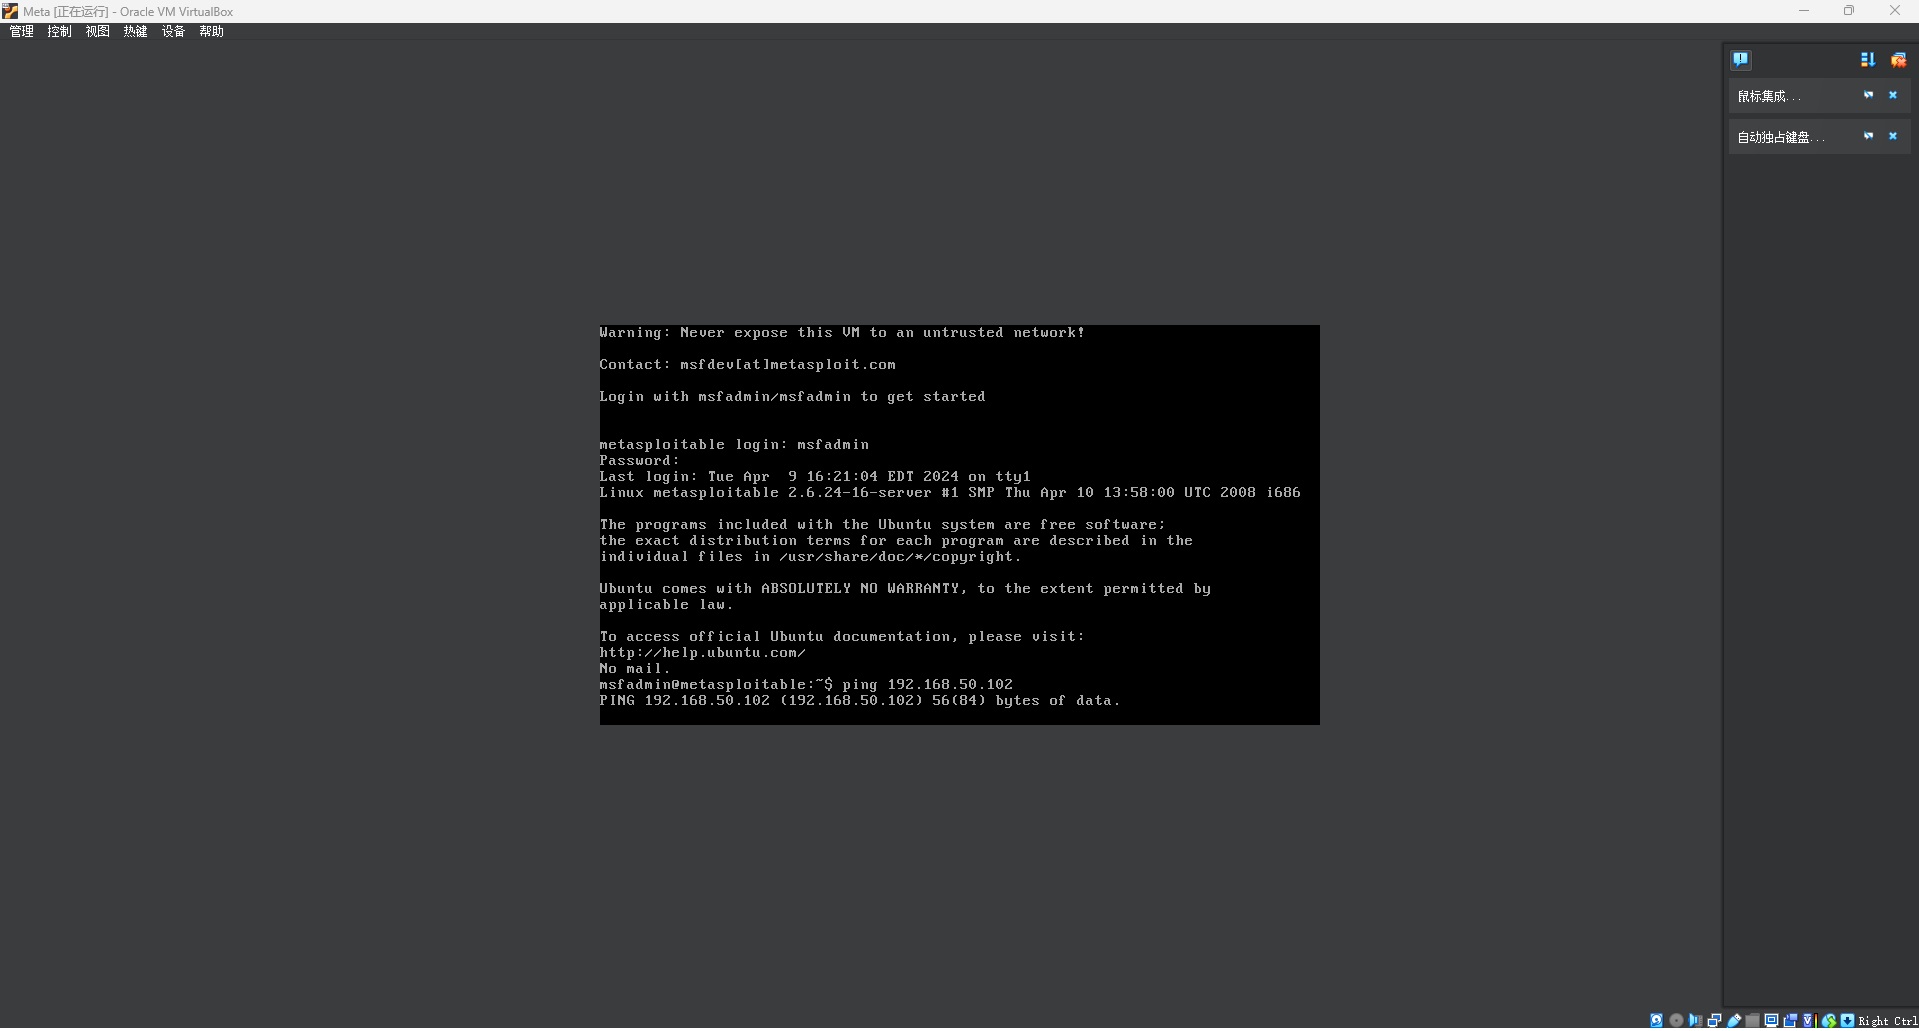 Meta [正在运行] - Oracle VM VirtualBox
管理 控制 视图 热键 设备 帮助
鼠标集成...
自动独占键盘...
Warning: Never expose this VM to an untrusted network!
Contact: msfdev[at]metasploit.com
Login with msfadmin/msfadmin to get started
metasploitable login: msfadmin
Password:
Last login: Tue Apr  9 16:21:04 EDT 2024 on tty1
Linux metasploitable 2.6.24-16-server #1 SMP Thu Apr 10 13:58:00 UTC 2008 i686
The programs included with the Ubuntu system are free software;
the exact distribution terms for each program are described in the
individual files in /usr/share/doc/*/copyright.
Ubuntu comes with ABSOLUTELY NO WARRANTY, to the extent permitted by
applicable law.
To access official Ubuntu documentation, please visit:
http://help.ubuntu.com/
No mail.
msfadmin@metasploitable:~$ ping 192.168.50.102
PING 192.168.50.102 (192.168.50.102) 56(84) bytes of data.
Right Ctrl